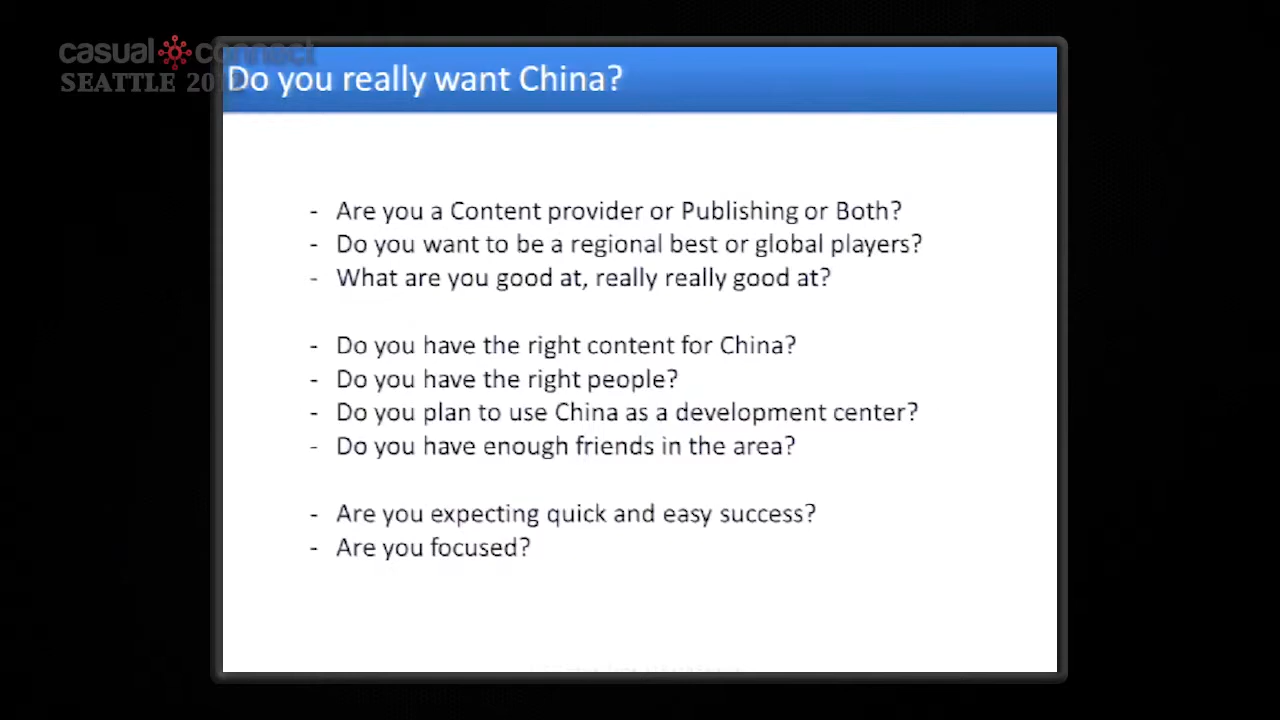 casual connect
SEATTLE
Do you really want China?
- Are you a Content provider or Publishing or Both?
- Do you want to be a regional best or global players?
- What are you good at, really really good at?
- Do you have the right content for China?
- Do you have the right people?
- Do you plan to use China as a development center?
- Do you have enough friends in the area?
- Are you expecting quick and easy success?
- Are you focused?